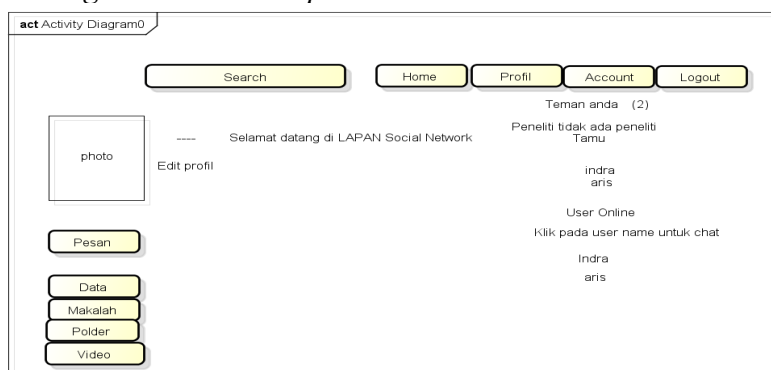 act Activity Diagram0
Search
Home
Profil
Account
Logout
Teman anda (2)
Peneliti tidak ada peneliti
Tamu
photo
---- Selamat datang di LAPAN Social Network
Edit profil
indra
aris
User Online
Klik pada user name untuk chat
Indra
aris
Pesan
Data
Makalah
Polder
Video